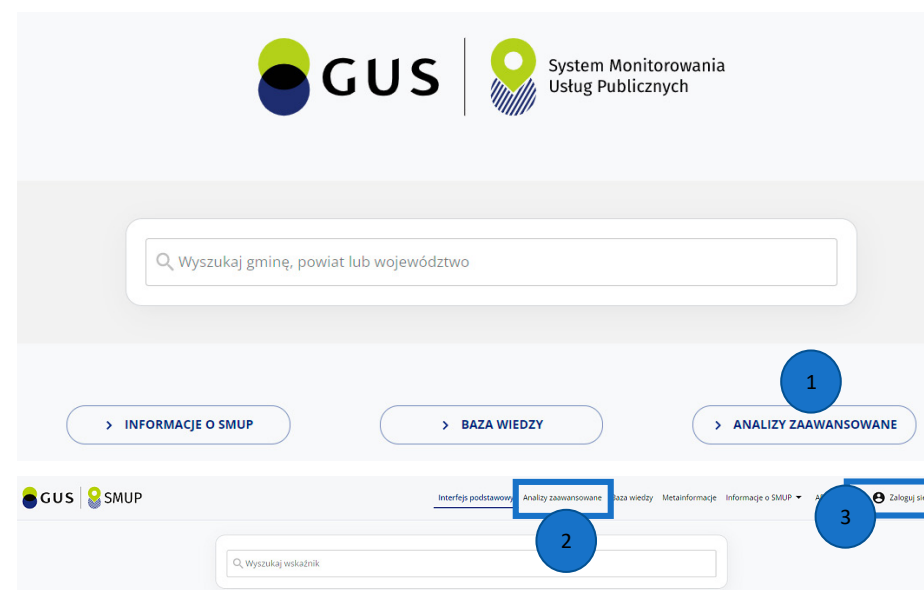 GUS
System Monitorowania
Usług Publicznych
Wyszukaj gminę, powiat lub województwo
1
INFORMACJE O SMUP
BAZA WIEDZY
ANALIZY ZAAWANSOWANE
GUS SMUP
Interfejs podstawowy Analizy zaawansowane wiedzy Metainformacje Informacje o SMUP Zaloguj się
2
3
Wyszukaj wskaźnik